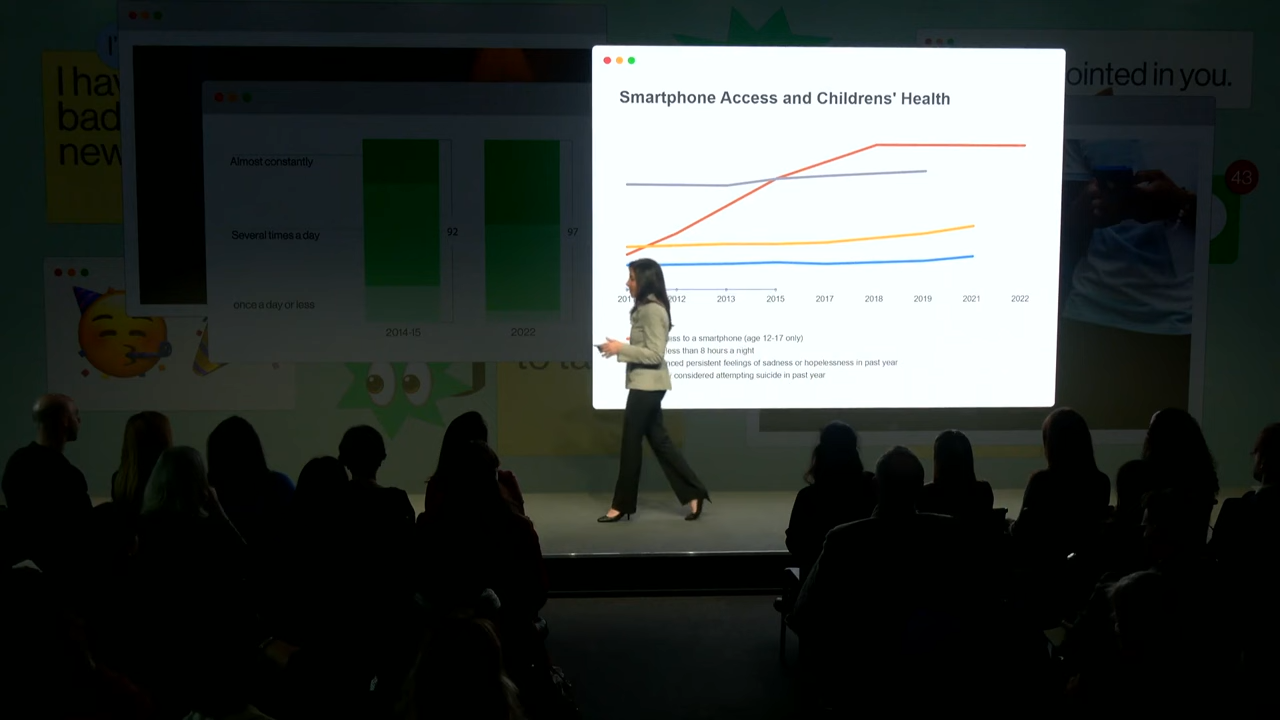 I hav
bad
new
ointed in you.
43
Almost constantly
Several times a day
once a day or less
92
97
2014-15
2022
Smartphone Access and Childrens' Health
201
2012
2013
2015
2017
2018
2019
2021
2022
ess to a smartphone (age 12-17 only)
less than 8 hours a night
nced persistent feelings of sadness or hopelessness in past year
considered attempting suicide in past year